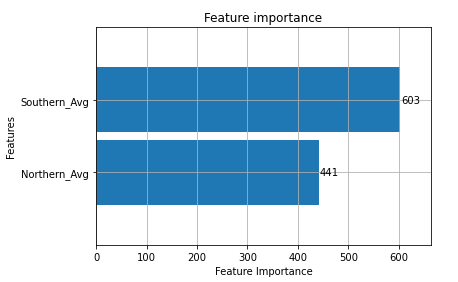 Feature importance
Features
Southern_Avg
603
Northern_Avg
441
0 100 200 300 400 500 600
Feature Importance